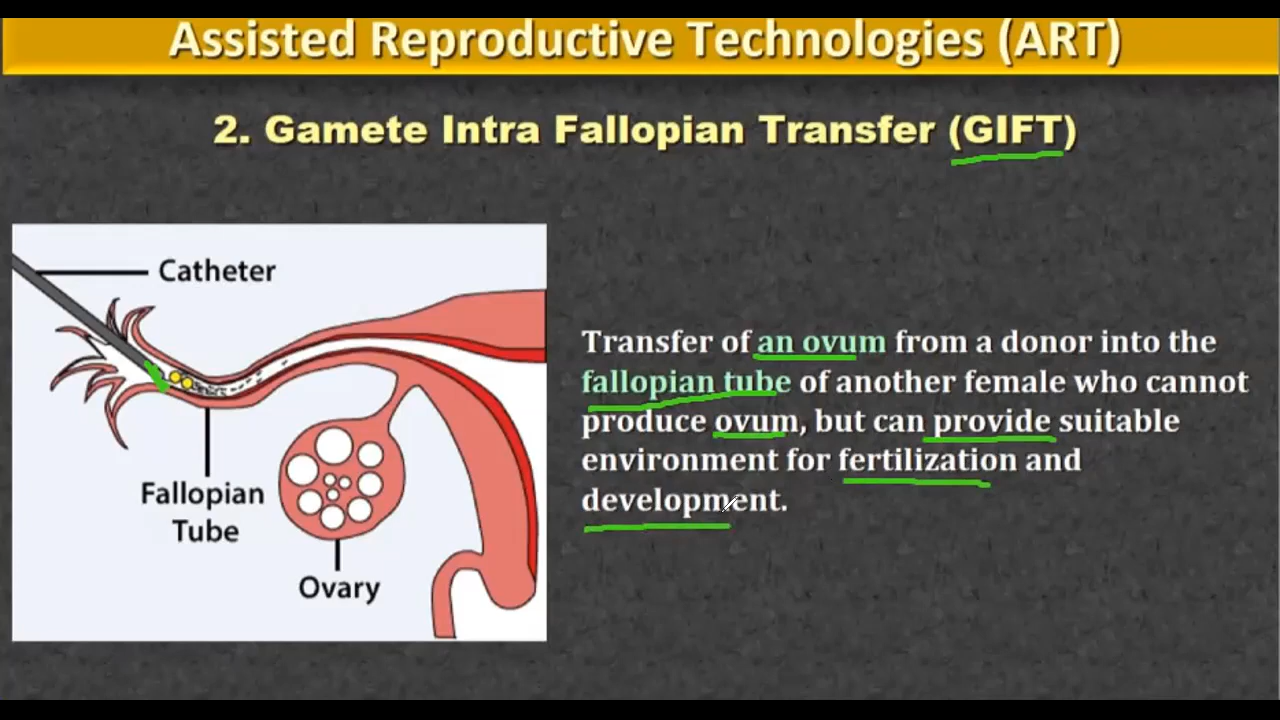 Assisted Reproductive Technologies (ART)
2. Gamete Intra Fallopian Transfer (GIFT)
Catheter
Fallopian
Tube
Ovary
Transfer of an ovum from a donor into the
fallopian tube of another female who cannot
produce ovum, but can provide suitable
environment for fertilization and
development.